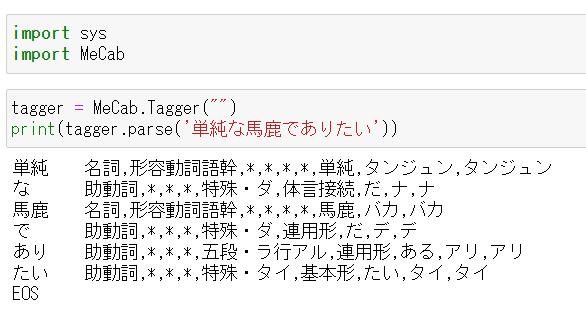 import sys
import MeCab
tagger = MeCab.Tagger("")
print(tagger.parse('単純な馬鹿でありたい'))
単純 名詞,形容動詞語幹,*,*,*,*,単純,タンジュン,タンジュン
な 助動詞,*,*,*,特殊・ダ,体言接続,だ,ナ,ナ
馬鹿 名詞,形容動詞語幹,*,*,*,*,馬鹿,バカ,バカ
で 助動詞,*,*,*,特殊・ダ,連用形,だ,デ,デ
あり 助動詞,*,*,*,五段・ラ行アル,連用形,ある,アリ,アリ
たい 助動詞,*,*,*,特殊・タイ,基本形,たい,タイ,タイ
EOS